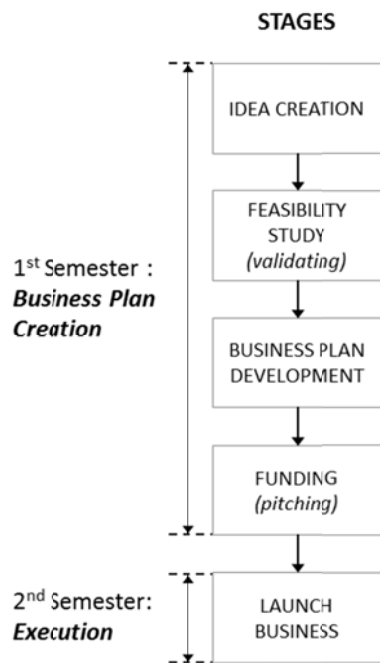 STAGES
IDEA CREATION
FEASIBILITY
STUDY
(validating)
1st Semester :
Business Plan
Creation
BUSINESS PLAN
DEVELOPMENT
FUNDING
(pitching)
2nd Semester:
Execution
LAUNCH
BUSINESS